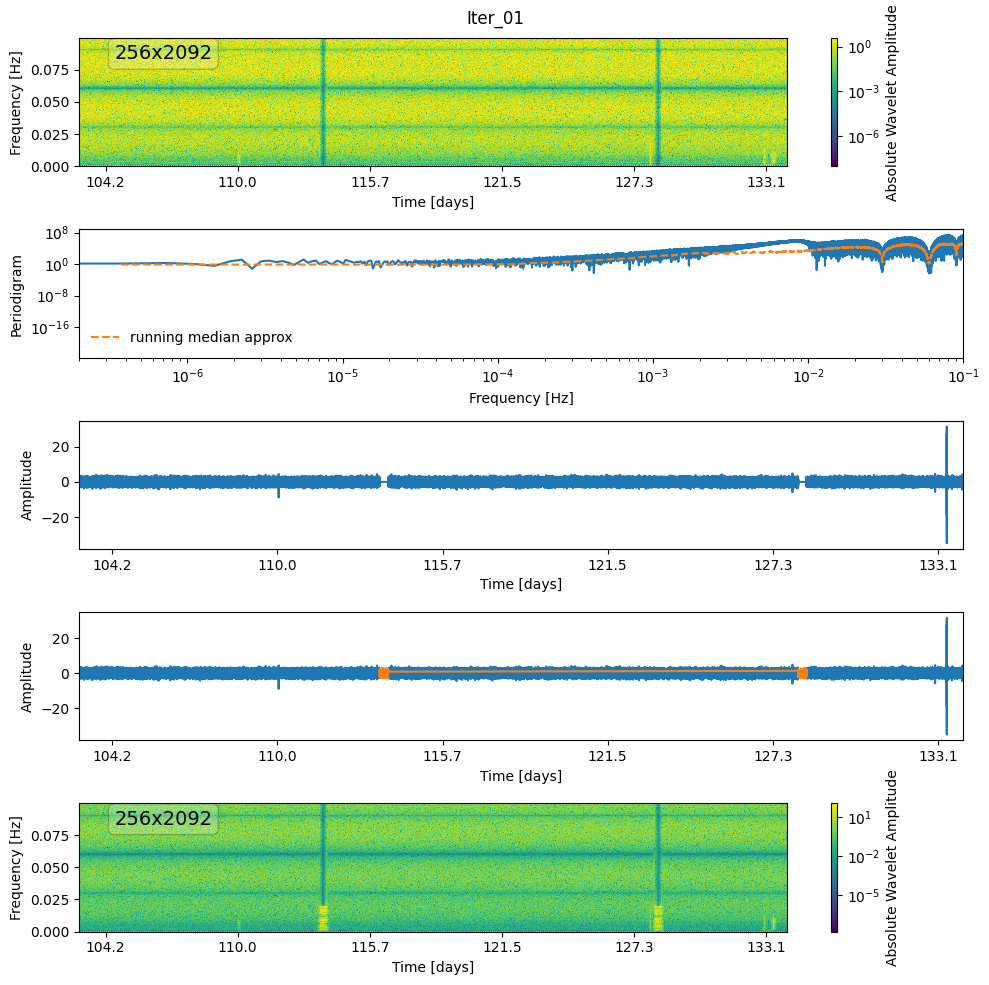 Iter_01
256x2092
Frequency [Hz]
0.075
0.050
0.025
0.000
104.2 110.0 115.7 121.5 127.3 133.1
Time [days]
10^0
10^-3
10^-6
Absolute Wavelet Amplitude
Periodigram
10^8
10^0
10^-8
10^-16
running median approx
10^-6 10^-5 10^-4 10^-3 10^-2 10^-1
Frequency [Hz]
Amplitude
20
0
−20
104.2 110.0 115.7 121.5 127.3 133.1
Time [days]
Amplitude
20
0
−20
104.2 110.0 115.7 121.5 127.3 133.1
Time [days]
256x2092
Frequency [Hz]
0.075
0.050
0.025
0.000
104.2 110.0 115.7 121.5 127.3 133.1
Time [days]
10^1
10^-2
10^-5
Absolute Wavelet Amplitude